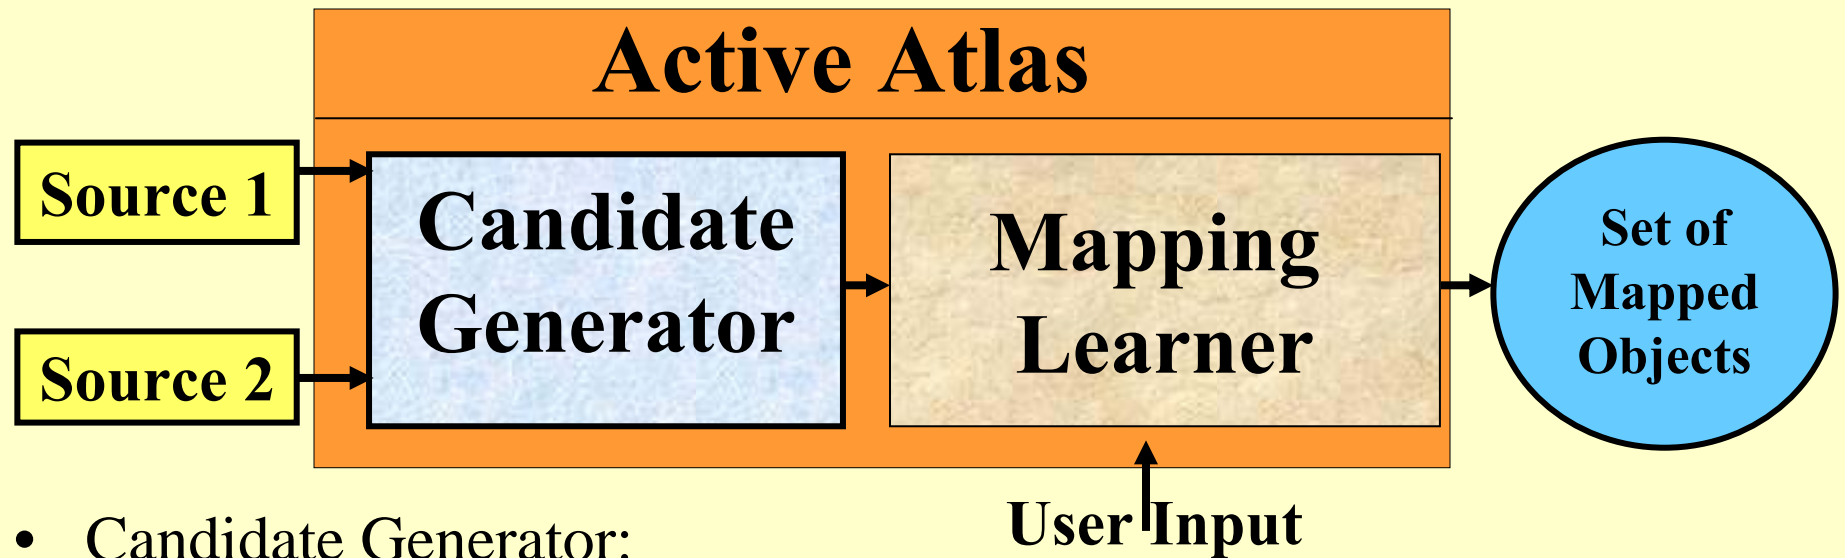 Active Atlas
Source 1
Source 2
Candidate
Generator
Mapping
Learner
Set of
Mapped
Objects
User Input
• Candidate Generator: